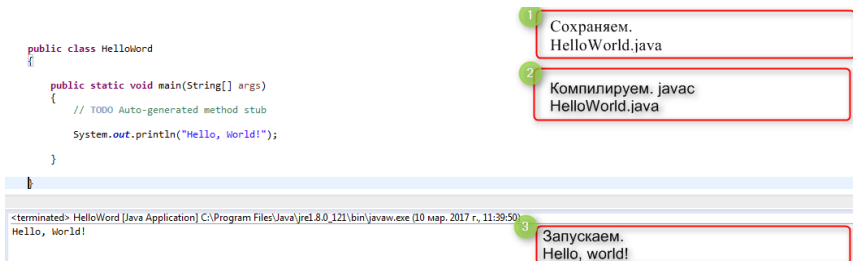 1
Сохраняем.
HelloWorld.java
public class HelloWord
{
2
Компилируем. javac
HelloWorld.java
public static void main(String[] args)
{
// TODO Auto-generated method stub
System.out.println("Hello, World!");
}
}
<terminated> HelloWord [Java Application] C:\Program Files\Java\jre1.8.0_121\bin\javaw.exe (10 мар. 2017 г., 11:39:50)
Hello, World!
3
Запускаем.
Hello, world!